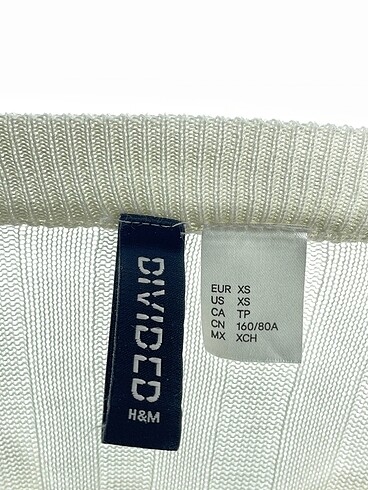 DIVIDED
H&M
EUR XS
US XS
CA TP
CN 160/80A
MX XCH